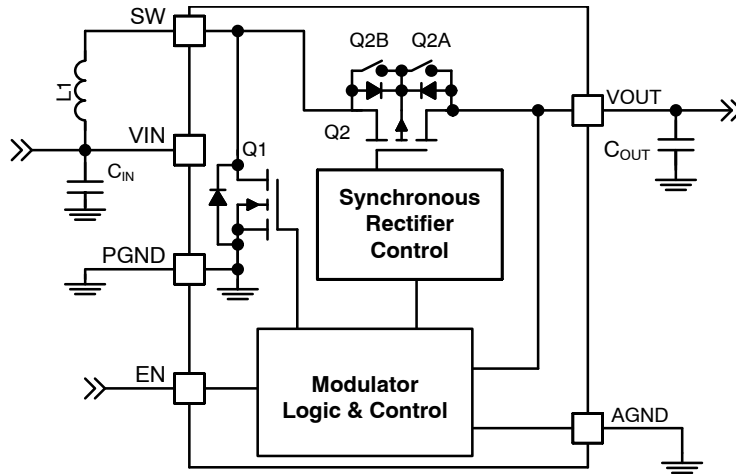 SW
Q2B Q2A
L1
VOUT
Q2
VIN
Q1
CIN
COUT
Synchronous
Rectifier
Control
PGND
EN
Modulator
Logic & Control
AGND